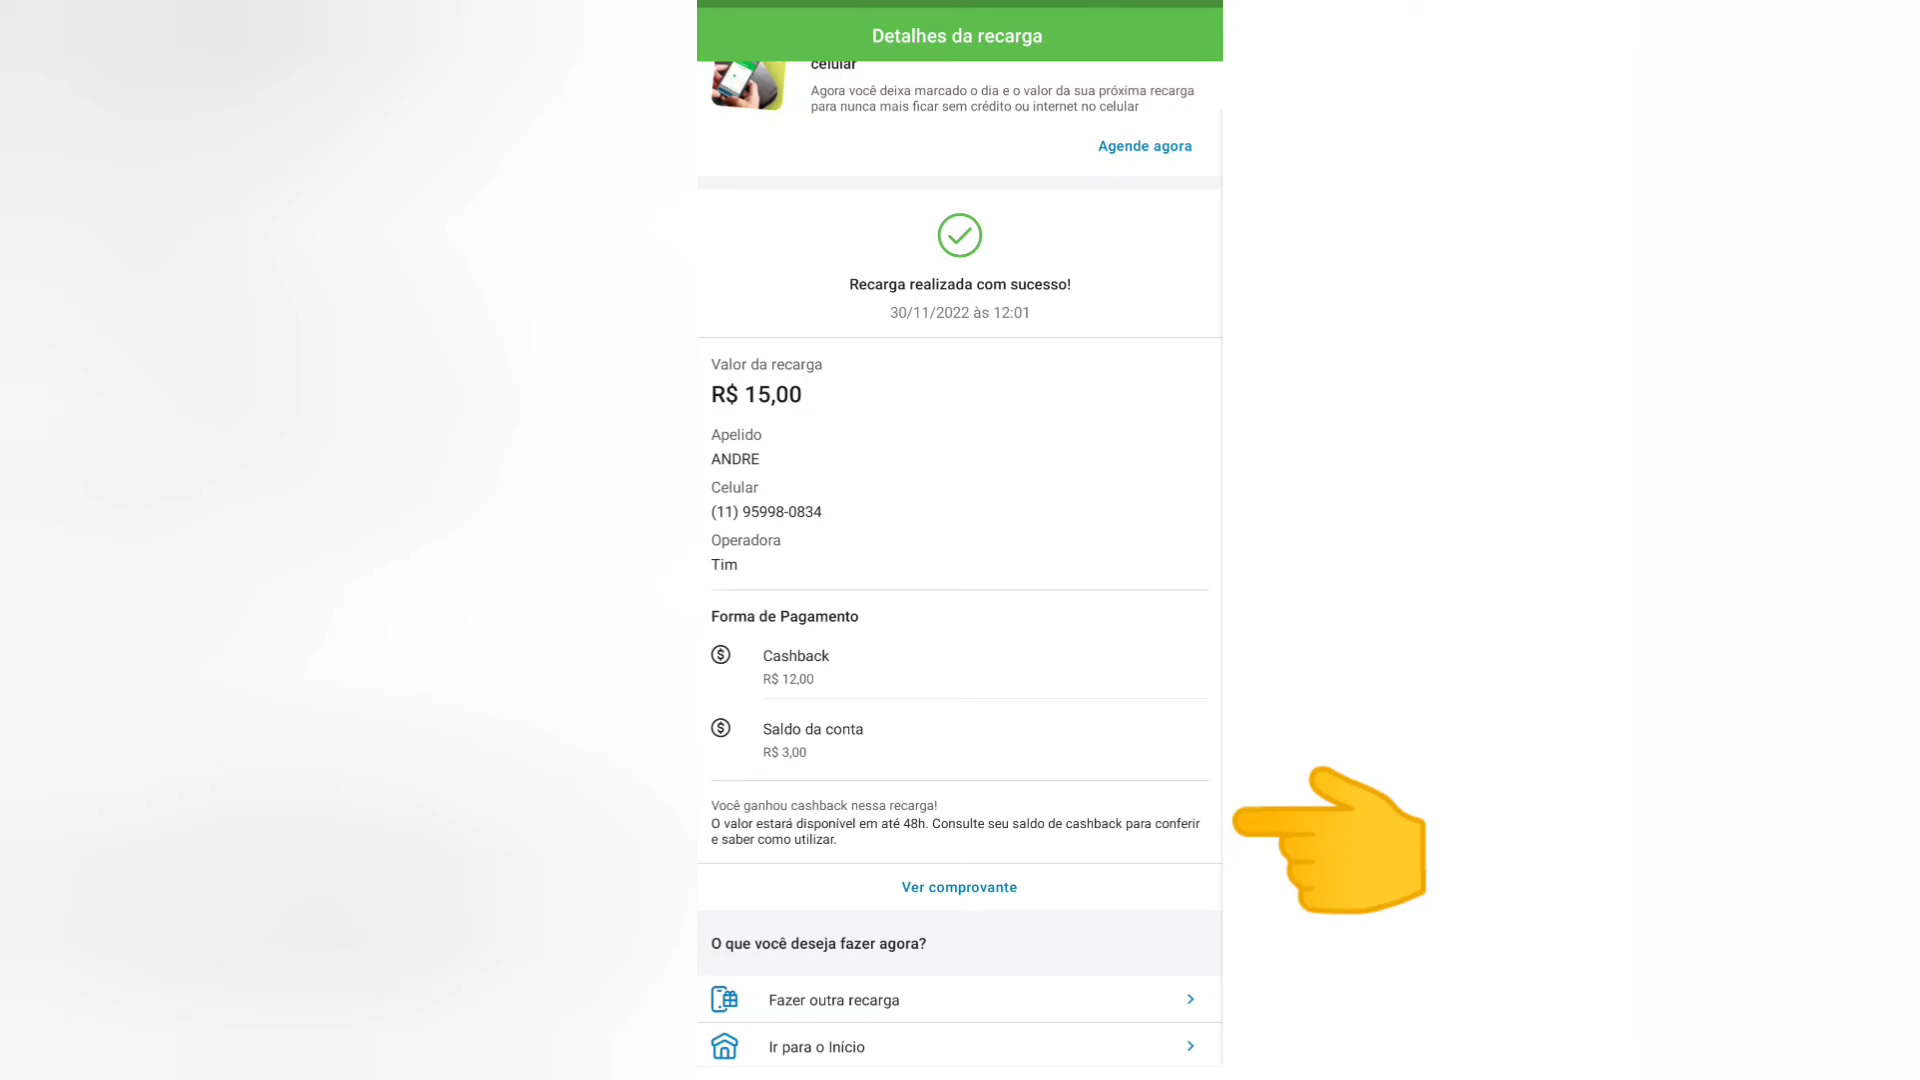 Detalhes da recarga
celular
Agora você deixa marcado o dia e o valor da sua próxima recarga
para nunca mais ficar sem crédito ou internet no celular
Agende agora
Recarga realizada com sucesso!
30/11/2022 às 12:01
Valor da recarga
R$ 15,00
Apelido
ANDRE
Celular
(11) 95998-0834
Operadora
Tim
Forma de Pagamento
Cashback
R$ 12,00
Saldo da conta
R$ 3,00
Você ganhou cashback nessa recarga!
O valor estará disponível em até 48h. Consulte seu saldo de cashback para conferir
e saber como utilizar.
Ver comprovante
O que você deseja fazer agora?
Fazer outra recarga
Ir para o Início